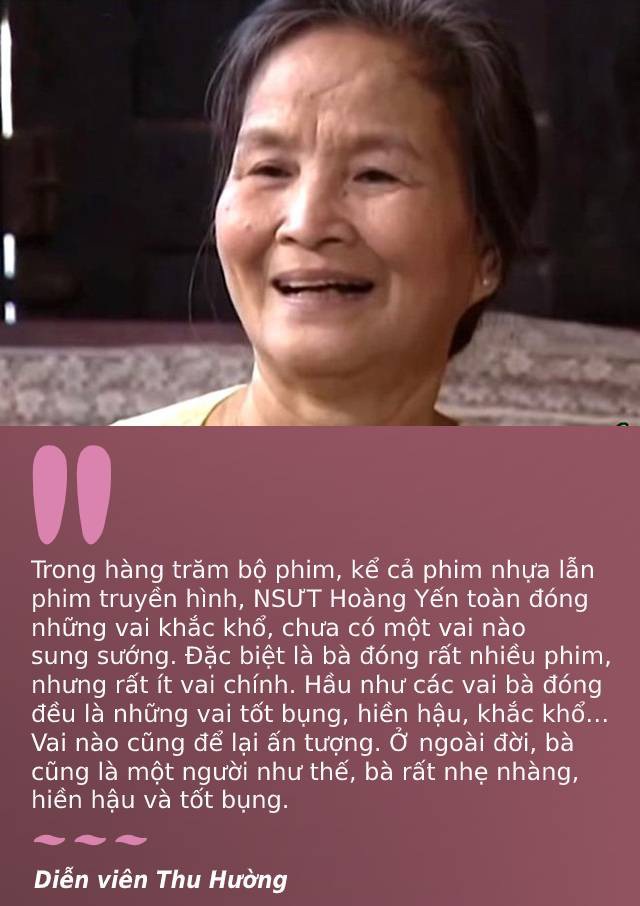 Trong hàng trăm bộ phim, kể cả phim nhựa lẫn
phim truyền hình, NSƯT Hoàng Yến toàn đóng
những vai khắc khổ, chưa có một vai nào
sung sướng. Đặc biệt là bà đóng rất nhiều phim,
nhưng rất ít vai chính. Hầu như các vai bà đóng
đều là những vai tốt bụng, hiền hậu, khắc khổ...
Vai nào cũng để lại ấn tượng. Ở ngoài đời, bà
cũng là một người như thế, bà rất nhẹ nhàng,
hiền hậu và tốt bụng.
Diễn viên Thu Hường